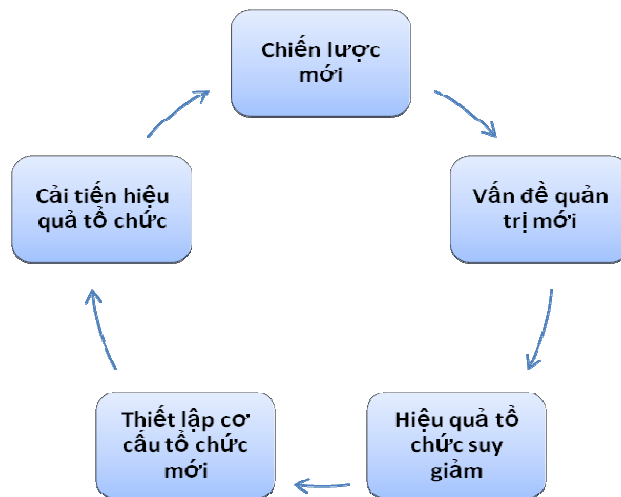 Chiến lược
mới
Vấn đề quản
trị mới
Hiệu quả tổ
chức suy
giảm
Thiết lập cơ
cấu tổ chức
mới
Cải tiến hiệu
quả tổ chức